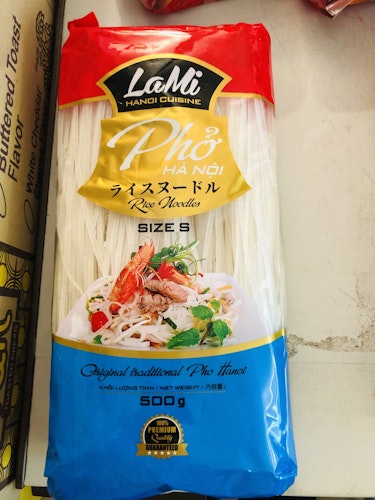 LaMi
HANOI CUISINE
Phở
HÀ NỘI
ライスヌードル
Rice Noodles
SIZE S
Original traditional Pho Hanoi
KHỐI LƯỢNG TỊNH / NET WEIGHT / 内容量:
500g
100%
PREMIUM
Quality
GUARANTEED
Buttered Toast
Flavor
White Cheddar